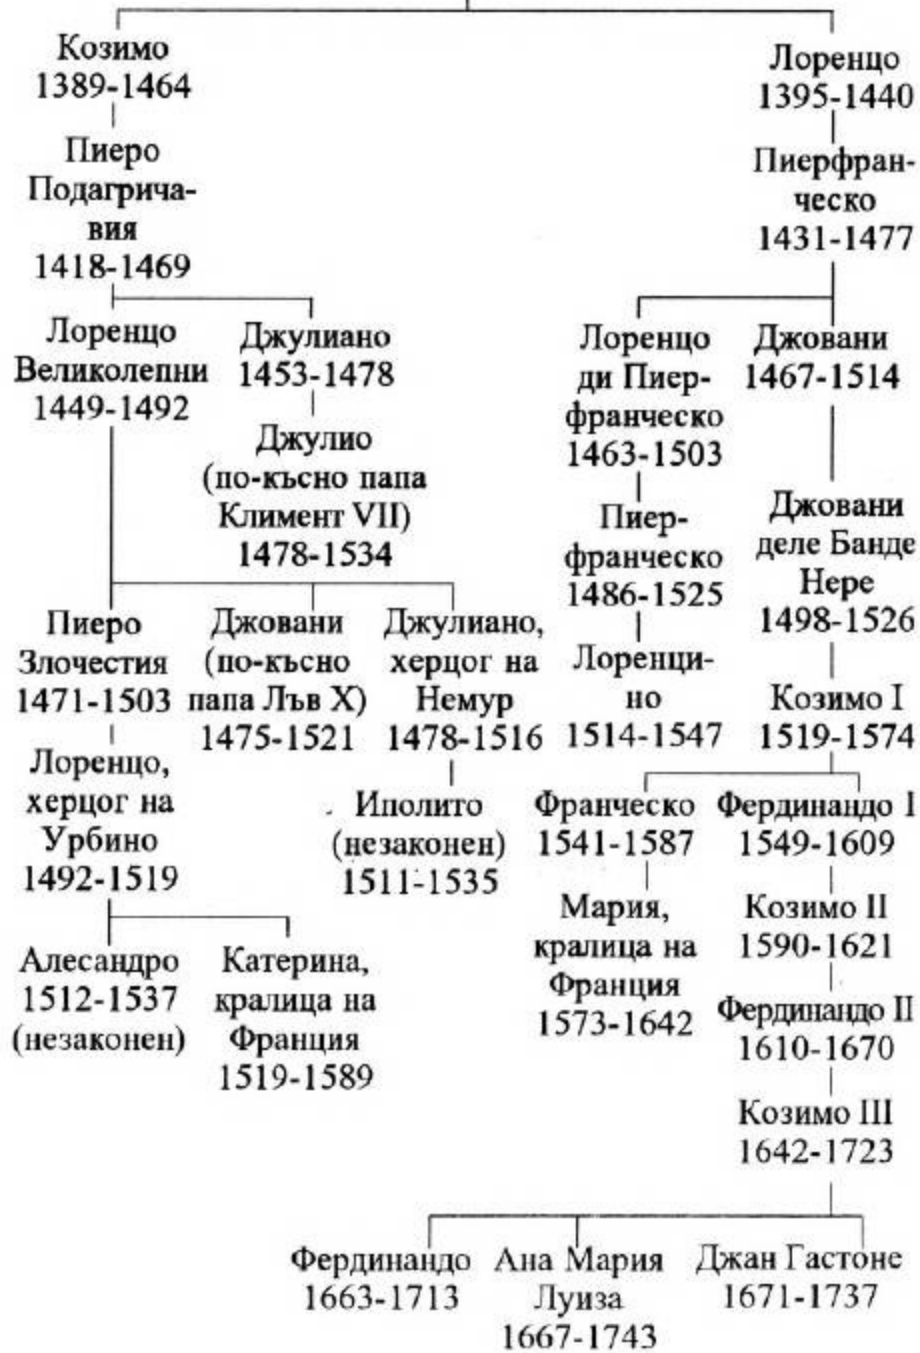 Козимо
1389-1464
Пиеро
Подагрича-
вия
1418-1469
Лоренцо
Великолепни
1449-1492
Джулиано
1453-1478
Джулио
(по-късно папа
Климент VII)
1478-1534
Пиеро
Злочестия
1471-1503
Джовани
(по-късно
папа Лъв X)
1475-1521
Джулиано,
херцог на
Немур
1478-1516
Лоренцо,
херцог на
Урбино
1492-1519
Иполито
(незаконен)
1511-1535
Алесандро
1512-1537
(незаконен)
Катерина,
кралица на
Франция
1519-1589
Лоренцо
1395-1440
Пиерфран-
ческо
1431-1477
Лоренцо
ди Пиер-
франческо
1463-1503
Пиер-
франческо
1486-1525
Лоренци-
но
1514-1547
Джовани
1467-1514
Джовани
деле Банде
Нере
1498-1526
Козимо I
1519-1574
Франческо
1541-1587
Мария,
кралица на
Франция
1573-1642
Фердинандо I
1549-1609
Козимо II
1590-1621
Фердинандо II
1610-1670
Козимо III
1642-1723
Фердинандо
1663-1713
Ана Мария
Луиза
1667-1743
Джан Гастоне
1671-1737